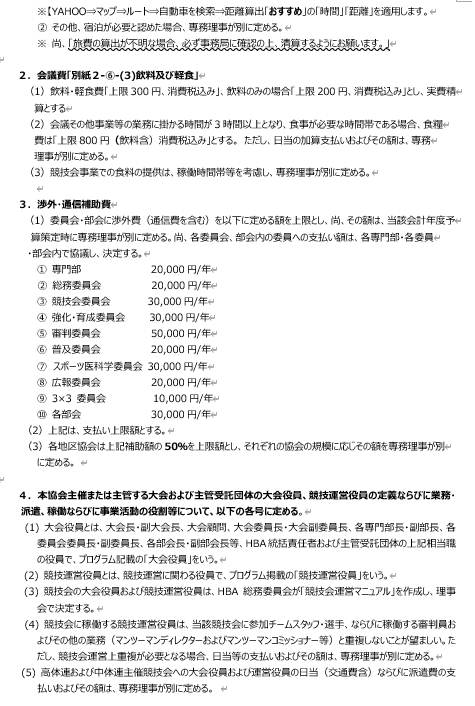 ※【YAHOO⇒マップ⇒ルート⇒自動車を検索⇒距離算出「おすすめ」の「時間」「距離」を適用します。
② その他、宿泊が必要と認めた場合、専務理事が別に定める。
※ 尚、「旅費の算出が不明な場合、必ず事務局に確認の上、清算するようにお願います。」
２．会議費「別紙２-⑥-(3)飲料及び軽食」
（1）飲料・軽食費「上限 300 円、消費税込み」、飲料のみの場合「上限 200 円、消費税込み」とし、実費精
算とする
（2）会議その他事業等の業務に掛かる時間が 3 時間以上となり、食事が必要な時間帯である場合、食糧
費は「上限 800 円（飲料含）消費税込み」とする。 ただし、日当の加算支払いおよびその額は、専務
理事が別に定める。
（3）競技会事業での食料の提供は、稼働時間帯等を考慮し、専務理事が別に定める。
３．渉外・通信補助費
（1）委員会・部会に渉外費（通信費を含む）を以下に定める額を上限とし、尚、その額は、当該会計年度予
算策定時に専務理事が別に定める。尚、各委員会、部会内の委員への支払い額は、各専門部・各委員
・部会内で協議し、決定する。
① 専門部 20,000 円/年
② 総務委員会 20,000 円/年
③ 競技会委員会 30,000 円/年
④ 強化・育成委員会 30,000 円/年
⑤ 審判委員会 50,000 円/年
⑥ 普及委員会 20,000 円/年
⑦ スポーツ医科学委員会 30,000 円/年
⑧ 広報委員会 20,000 円/年
⑨ 3×3 委員会 10,000 円/年
⑩ 各部会 30,000 円/年
（2）上記は、支払い上限額とする。
（3）各地区協会は上記補助額の 50%を上限額とし、それぞれの協会の規模に応じその額を専務理事が別
に定める。
４．本協会主催または主管する大会および主管受託団体の大会役員、競技運営役員の定義ならびに業務・
派遣、稼働ならびに事業活動の役割等について、以下の各号に定める。
(1) 大会役員とは、大会長・副大会長、大会顧問、大会委員長・大会副委員長、各専門部長・副部長、各
委員会委員長・副委員長、各部会長・副部会長等、HBA 統括責任者および主管受託団体の上記相当職
の役員で、プログラム記載の「大会役員」をいう。
(2) 競技運営役員とは、競技運営に関わる役員で、プログラム掲載の「競技運営役員」をいう。
(3) 競技会の大会役員および競技運営役員は、HBA 総務委員会が「競技会運営マニュアル」を作成し、理事
会で決定する。
(4) 競技会に稼働する競技運営役員は、当該競技会に参加チームスタッフ・選手、ならびに稼働する審判員お
よびその他の業務（マンツーマンディレクターおよびマンツーマンコミッショナー等）と重複しないことが望ましい。た
だし、競技会運営上重複が必要となる場合、日当等の支払いおよびその額は、専務理事が別に定める。
(5) 高体連および中体連主催競技会への大会役員および運営役員の日当（交通費含）ならびに派遣費の支
払いおよびその額は、専務理事が別に定める。